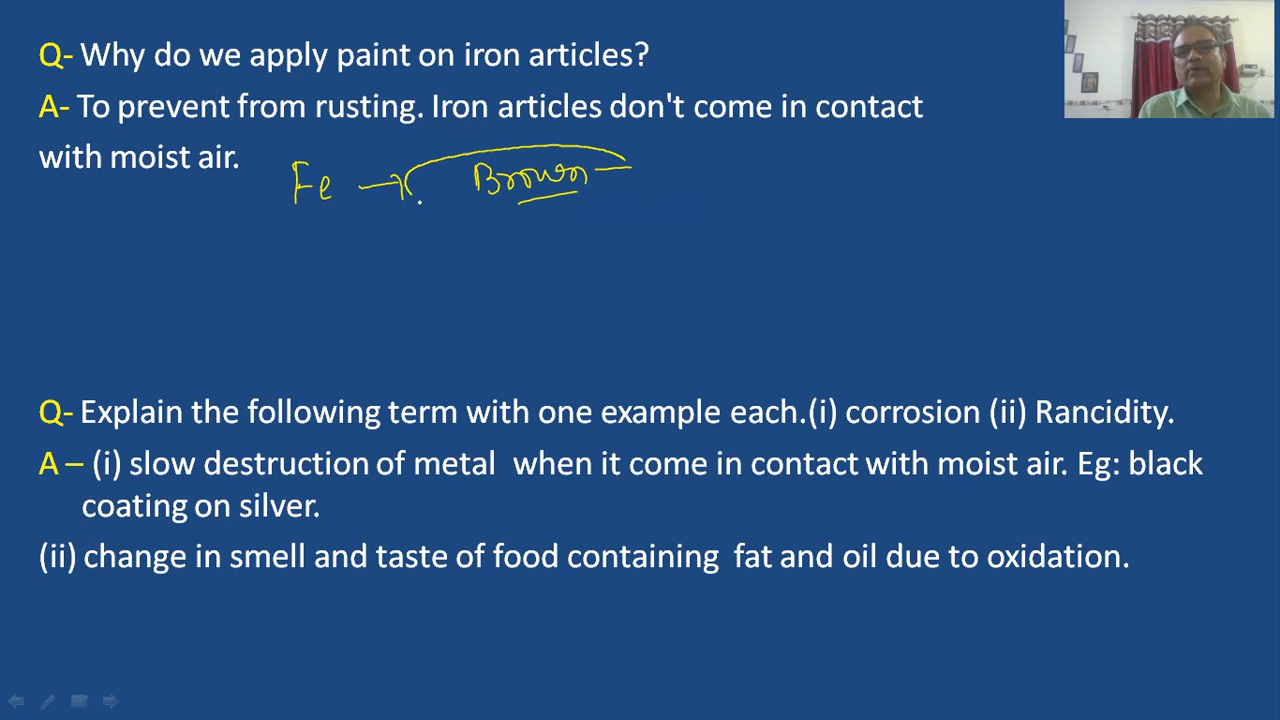 Q- Why do we apply paint on iron articles?
A- To prevent from rusting. Iron articles don't come in contact
with moist air.
Fe → Brown
Q- Explain the following term with one example each.(i) corrosion (ii) Rancidity.
A – (i) slow destruction of metal when it come in contact with moist air. Eg: black
coating on silver.
(ii) change in smell and taste of food containing fat and oil due to oxidation.